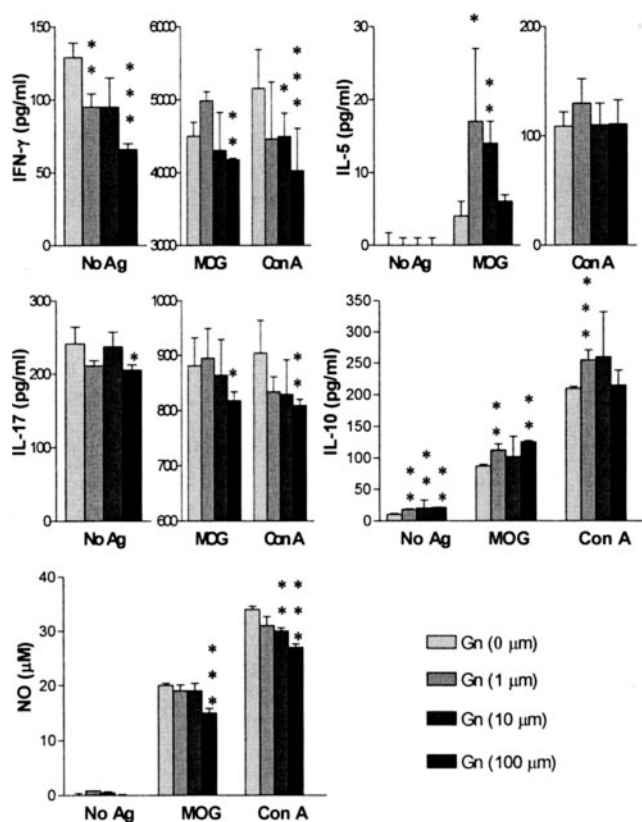 150
100
50
0
IFN-γ (pg/ml)
No Ag
* *
* * *
6000
5000
4000
3000
MOG
Con A
* *
* *
* * *
30
20
10
0
IL-5 (pg/ml)
No Ag
MOG
*
* *
200
100
0
Con A
300
200
100
0
IL-17 (pg/ml)
No Ag
*
1000
900
800
700
600
MOG
Con A
*
* *
350
300
250
200
150
100
50
0
IL-10 (pg/ml)
No Ag
MOG
Con A
* *
* *
* *
* *
* *
* * *
40
30
20
10
0
NO (μM)
No Ag
MOG
Con A
* * *
* *
* * *
Gn (0 μm)
Gn (1 μm)
Gn (10 μm)
Gn (100 μm)